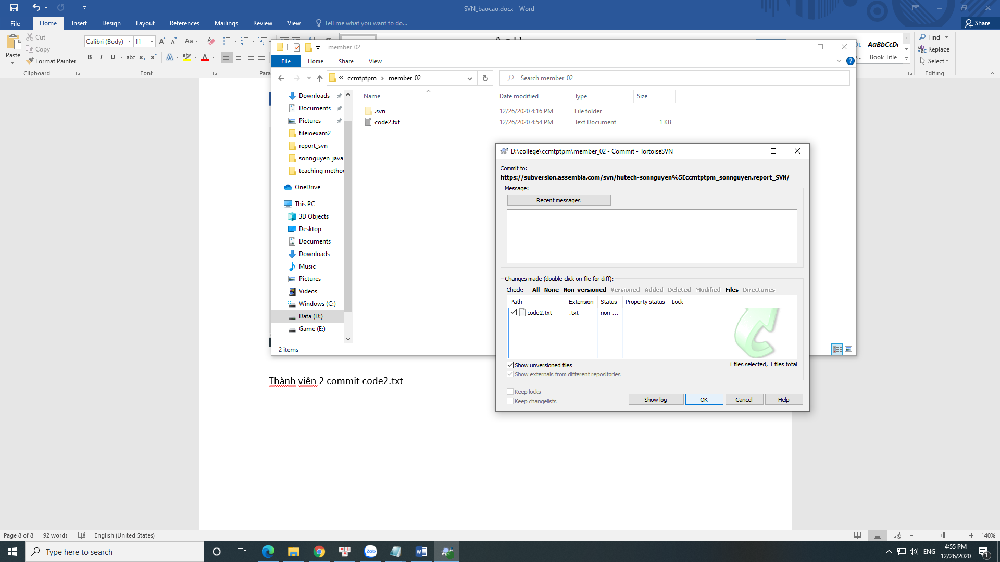 SVN_baocao.docx - Word
File Home Insert Design Layout References Mailings Review View Tell me what you want to do... Share
Paste
Cut
Copy
Format Painter
Clipboard
Calibri (Body) 11
Aa
B I U abc X₂ X² A A
Font
AaBbCcDc
Book Title
Find
Replace
Select
Editing
member_02
File Home Share View
ccmtptpm member_02
Search member_02
Name Date modified Type Size
.svn 12/26/2020 4:16 PM File folder
code2.txt 12/26/2020 4:54 PM Text Document 1 KB
Downloads
Documents
Pictures
fileioexam2
report_svn
sonnguyen_java_
OneDrive
This PC
3D Objects
Desktop
Documents
Downloads
Music
Pictures
Videos
Windows (C:)
Data (D:)
Game (E:)
2 items
D:\college\ccmtptpm\member_02 - Commit - TortoiseSVN
Commit to:
https://subversion.assembla.com/svn/hutech-sonnguyen%5Eccmtptpm_sonnguyen.report_SVN/
Message:
Recent messages
Changes made (double-click on file for diff):
Check: All None Non-versioned Versioned Added Deleted Modified Files Directories
Path Extension Status Property status Lock
code2.txt .txt non-...
Show unversioned files 1 files selected, 1 files total
Show externals from different repositories
Keep locks
Keep changelists
Show log OK Cancel Help
Thành viên 2 commit code2.txt
Page 8 of 8 92 words English (United States) 140%
Type here to search
Zalo
ENG
4:55 PM
12/26/2020
1